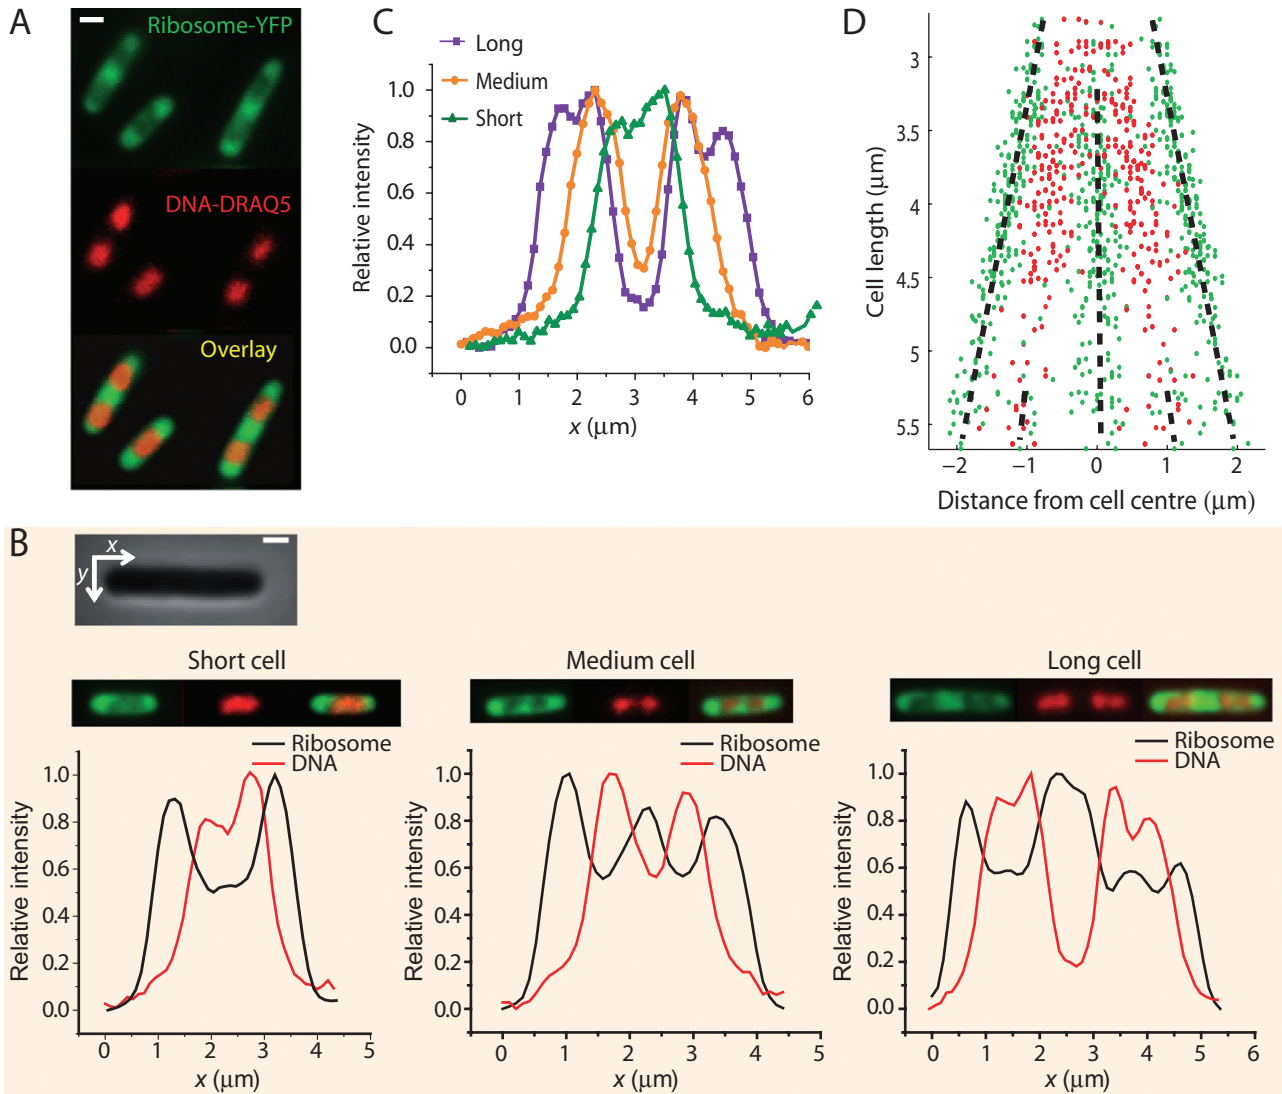 A
Ribosome-YFP
DNA-DRAQ5
Overlay
C
Long
Medium
Short
Relative intensity
1.0
0.8
0.6
0.4
0.2
0.0
0 1 2 3 4 5 6
x (μm)
D
Cell length (μm)
3
3.5
4
4.5
5
5.5
−2 −1 0 1 2
Distance from cell centre (μm)
B
x
y
Short cell
Ribosome
DNA
Relative intensity
1.0
0.8
0.6
0.4
0.2
0.0
0 1 2 3 4 5
x (μm)
Medium cell
Ribosome
DNA
Relative intensity
1.0
0.8
0.6
0.4
0.2
0.0
0 1 2 3 4 5
x (μm)
Long cell
Ribosome
DNA
Relative intensity
1.0
0.8
0.6
0.4
0.2
0.0
0 1 2 3 4 5 6
x (μm)